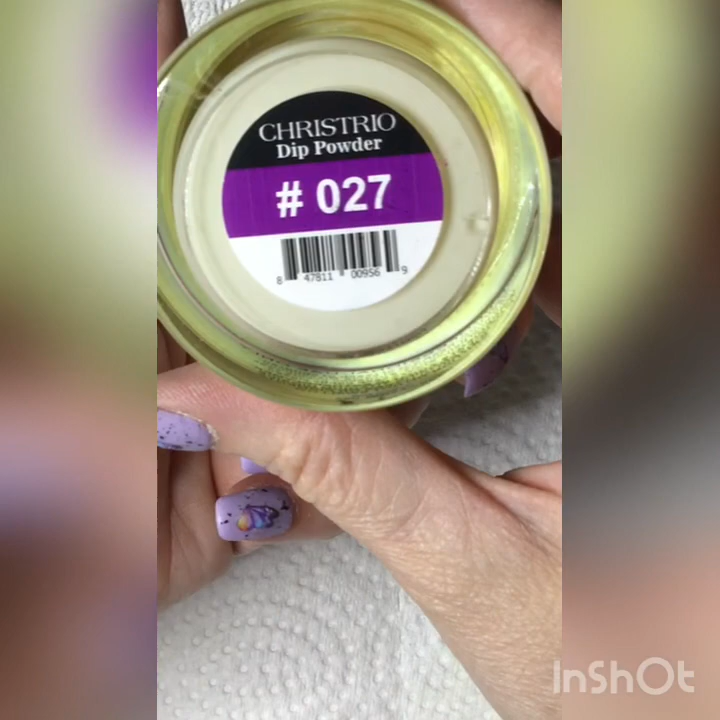 CHRISTRIO
Dip Powder
# 027
8 47811 00956 9
InShOt